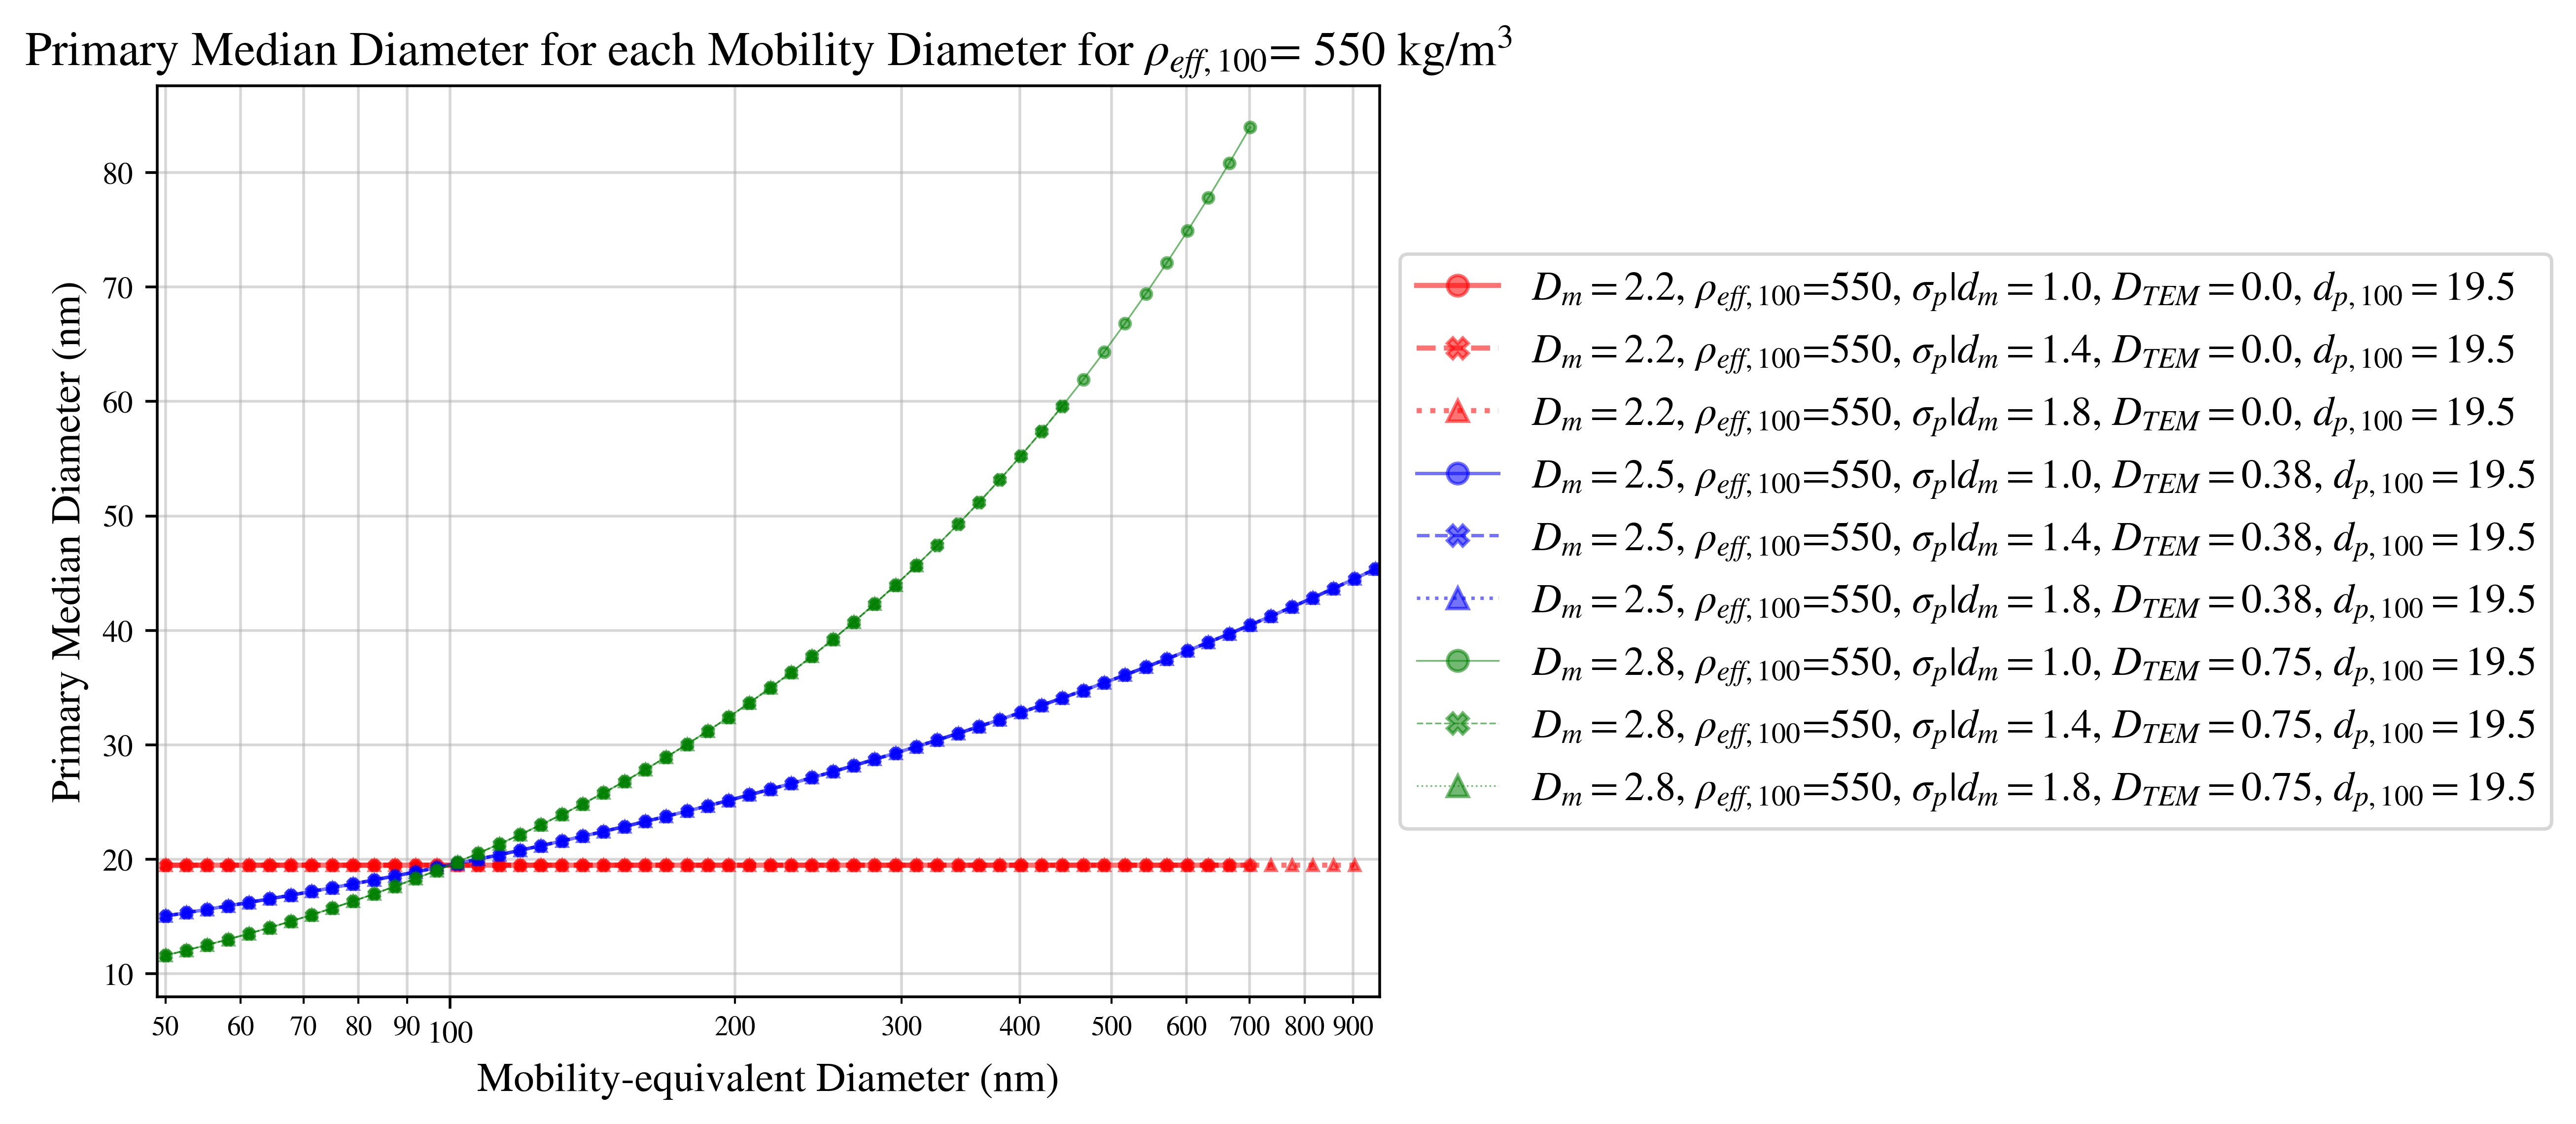 Primary Median Diameter for each Mobility Diameter for ρeff,100= 550 kg/m³
Primary Median Diameter (nm)
80
70
60
50
40
30
20
10
50 60 70 80 90 100 200 300 400 500 600 700 800 900
Mobility-equivalent Diameter (nm)
Dm = 2.2, ρeff,100=550, σp|dm = 1.0, DTEM = 0.0, dp,100 = 19.5
Dm = 2.2, ρeff,100=550, σp|dm = 1.4, DTEM = 0.0, dp,100 = 19.5
Dm = 2.2, ρeff,100=550, σp|dm = 1.8, DTEM = 0.0, dp,100 = 19.5
Dm = 2.5, ρeff,100=550, σp|dm = 1.0, DTEM = 0.38, dp,100 = 19.5
Dm = 2.5, ρeff,100=550, σp|dm = 1.4, DTEM = 0.38, dp,100 = 19.5
Dm = 2.5, ρeff,100=550, σp|dm = 1.8, DTEM = 0.38, dp,100 = 19.5
Dm = 2.8, ρeff,100=550, σp|dm = 1.0, DTEM = 0.75, dp,100 = 19.5
Dm = 2.8, ρeff,100=550, σp|dm = 1.4, DTEM = 0.75, dp,100 = 19.5
Dm = 2.8, ρeff,100=550, σp|dm = 1.8, DTEM = 0.75, dp,100 = 19.5